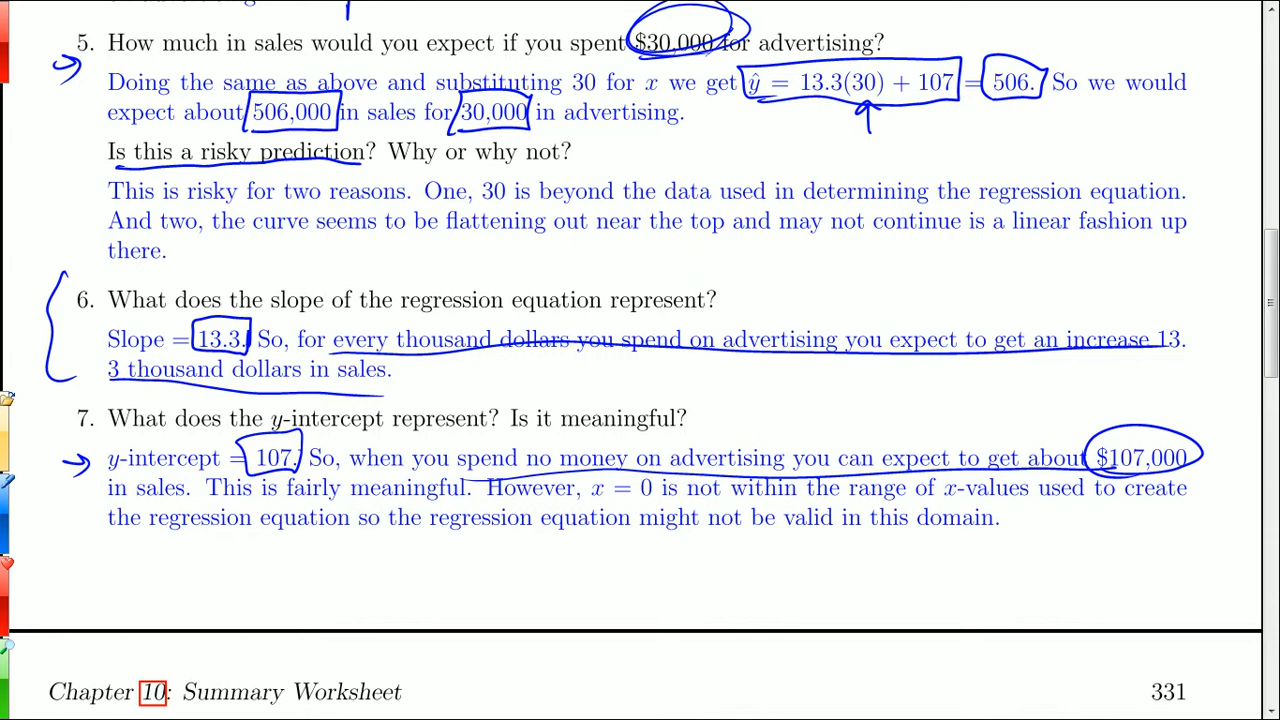 5. How much in sales would you expect if you spent $30,000 for advertising?
Doing the same as above and substituting 30 for x we get ŷ = 13.3(30) + 107 = 506. So we would
expect about 506,000 in sales for 30,000 in advertising.
Is this a risky prediction? Why or why not?
This is risky for two reasons. One, 30 is beyond the data used in determining the regression equation.
And two, the curve seems to be flattening out near the top and may not continue is a linear fashion up
there.
6. What does the slope of the regression equation represent?
Slope = 13.3. So, for every thousand dollars you spend on advertising you expect to get an increase 13.
3 thousand dollars in sales.
7. What does the y-intercept represent? Is it meaningful?
y-intercept = 107. So, when you spend no money on advertising you can expect to get about $107,000
in sales. This is fairly meaningful. However, x = 0 is not within the range of x-values used to create
the regression equation so the regression equation might not be valid in this domain.
Chapter 10: Summary Worksheet 331